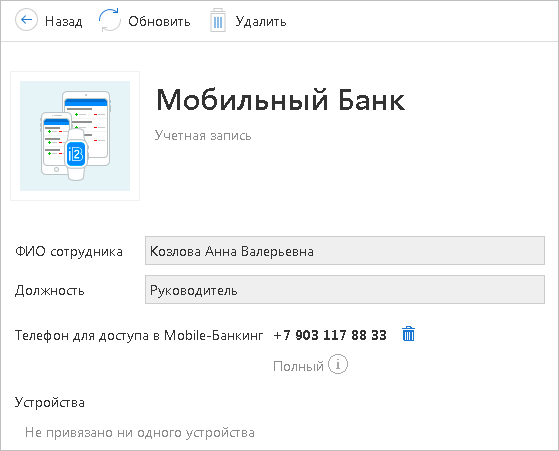 Назад Обновить Удалить
Мобильный Банк
Учетная запись
ФИО сотрудника Козлова Анна Валерьевна
Должность Руководитель
Телефон для доступа в Mobile-Банкинг +7 903 117 88 33
Полный i
Устройства
Не привязано ни одного устройства